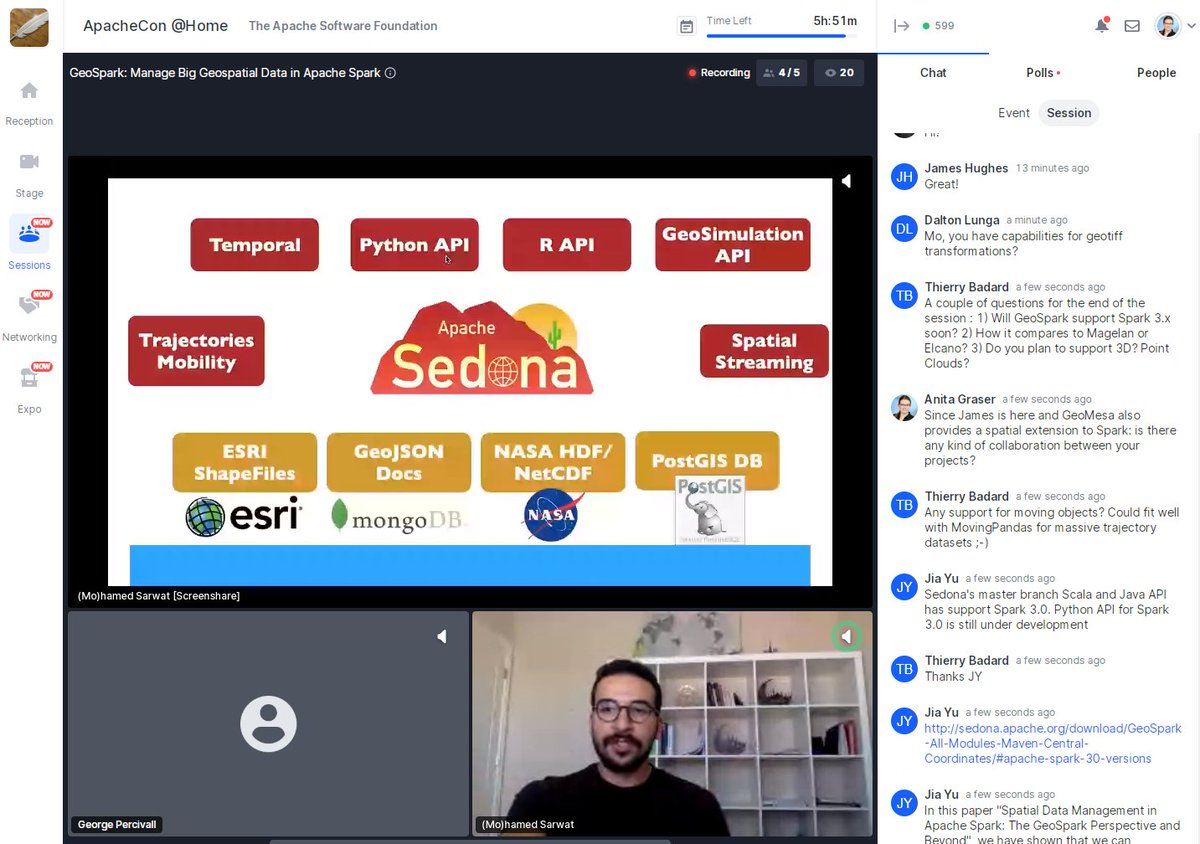 ApacheCon @Home
The Apache Software Foundation
Time Left
5h:51m
599
Reception
Stage
NOW
Sessions
NOW
Networking
NOW
Expo
GeoSpark: Manage Big Geospatial Data in Apache Spark
Recording
4 / 5
20
Temporal
Python API
R API
GeoSimulation
API
Trajectories
Mobility
Apache
Sedona
Spatial
Streaming
ESRI
ShapeFiles
GeoJSON
Docs
NASA HDF/
NetCDF
PostGIS DB
esri
mongoDB
NASA
PostGIS
(Mo)hamed Sarwat [Screenshare]
George Percivall
(Mo)hamed Sarwat
Chat
Polls
People
Event
Session
Hi!
JH
James Hughes 13 minutes ago
Great!
DL
Dalton Lunga a minute ago
Mo, you have capabilities for geotiff
transformations?
TB
Thierry Badard a few seconds ago
A couple of questions for the end of the
session : 1) Will GeoSpark support Spark 3.x
soon? 2) How it compares to Magelan or
Elcano? 3) Do you plan to support 3D? Point
Clouds?
Anita Graser a few seconds ago
Since James is here and GeoMesa also
provides a spatial extension to Spark: is there
any kind of collaboration between your
projects?
TB
Thierry Badard a few seconds ago
Any support for moving objects? Could fit well
with MovingPandas for massive trajectory
datasets ;-)
JY
Jia Yu a few seconds ago
Sedona's master branch Scala and Java API
has support Spark 3.0. Python API for Spark
3.0 is still under development
TB
Thierry Badard a few seconds ago
Thanks JY
JY
Jia Yu a few seconds ago
http://sedona.apache.org/download/GeoSpark
-All-Modules-Maven-Central-
Coordinates/#apache-spark-30-versions
JY
Jia Yu a few seconds ago
In this paper "Spatial Data Management in
Apache Spark: The GeoSpark Perspective and
Beyond", we have shown that we can